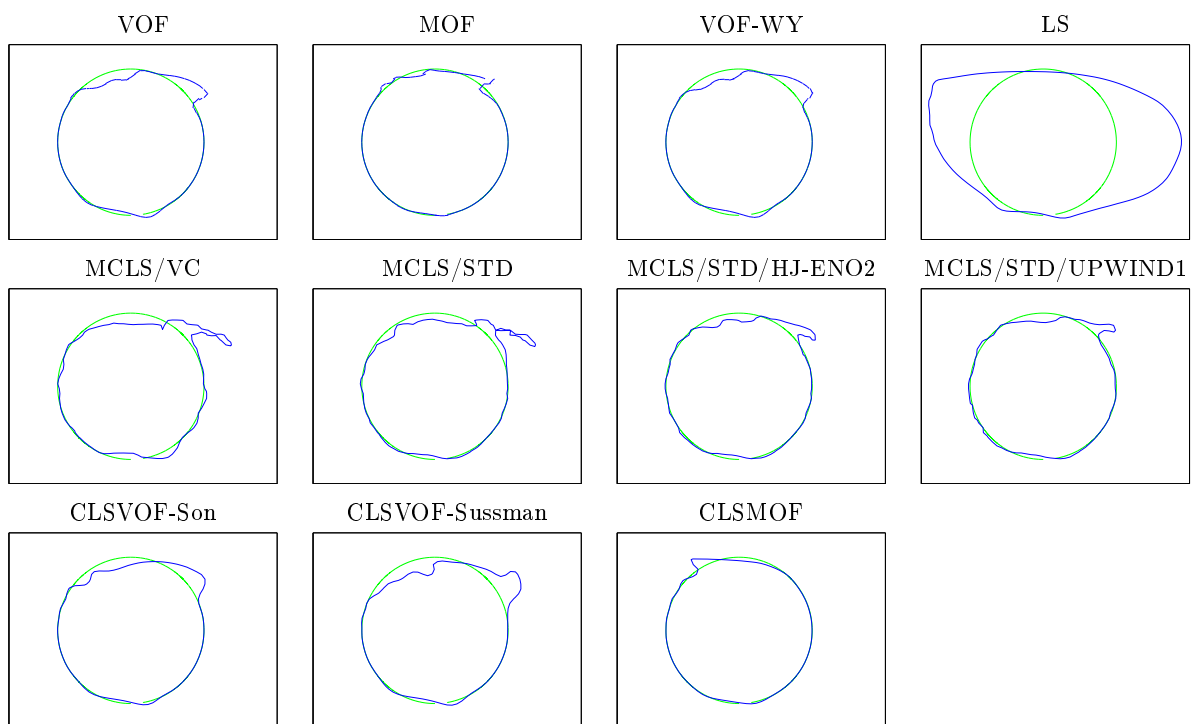 VOF
MOF
VOF-WY
LS
MCLS/VC
MCLS/STD
MCLS/STD/HJ-ENO2
MCLS/STD/UPWIND1
CLSVOF-Son
CLSVOF-Sussman
CLSMOF